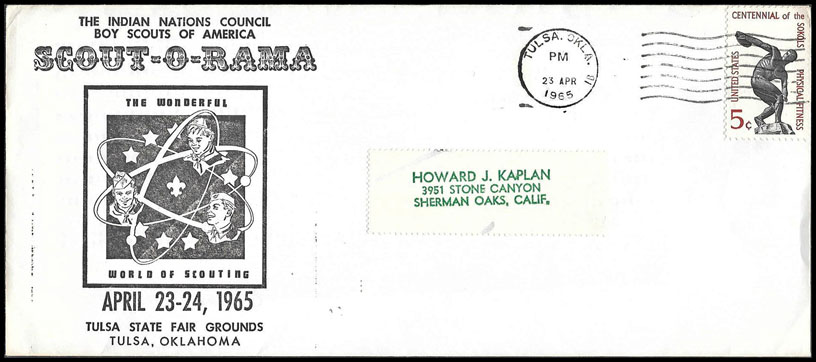 THE INDIAN NATIONS COUNCIL
BOY SCOUTS OF AMERICA
SCOUT-O-RAMA
THE WONDERFUL
WORLD OF SCOUTING
APRIL 23-24, 1965
TULSA STATE FAIR GROUNDS
TULSA, OKLAHOMA
TULSA, OKLA.
PM
23 APR
1965
CENTENNIAL of the
SOKOLS PHYSICAL FITNESS
UNITED STATES
5c
HOWARD J. KAPLAN
3951 STONE CANYON
SHERMAN OAKS, CALIF.